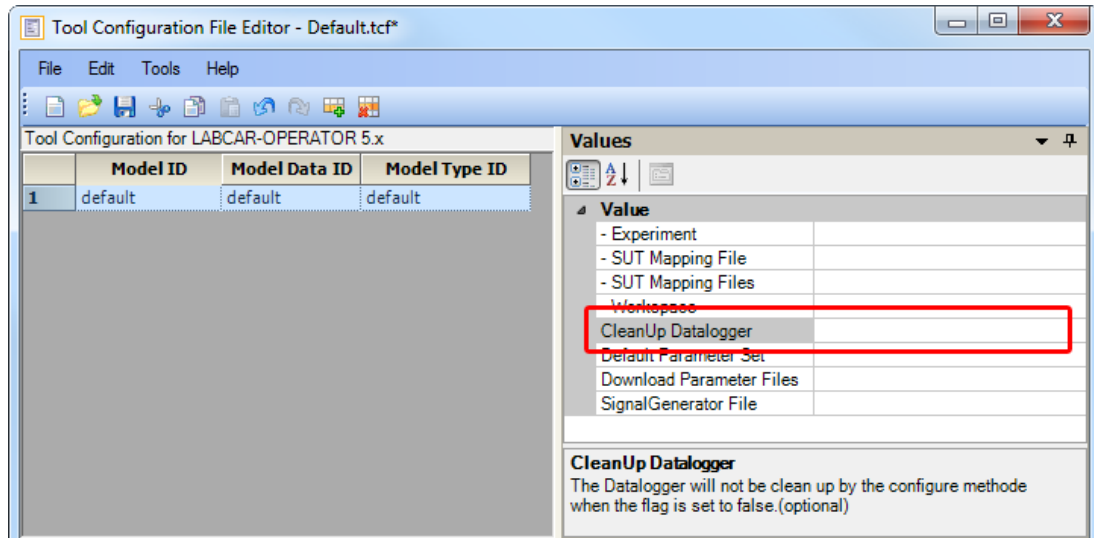 Tool Configuration File Editor - Default.tcf*
File Edit Tools Help
Tool Configuration for LABCAR-OPERATOR 5.x
Model ID Model Data ID Model Type ID
1 default default default
Values
Value
- Experiment
- SUT Mapping File
- SUT Mapping Files
- Workspace
CleanUp Datalogger
Default Parameter Set
Download Parameter Files
SignalGenerator File
CleanUp Datalogger
The Datalogger will not be clean up by the configure methode
when the flag is set to false.(optional)